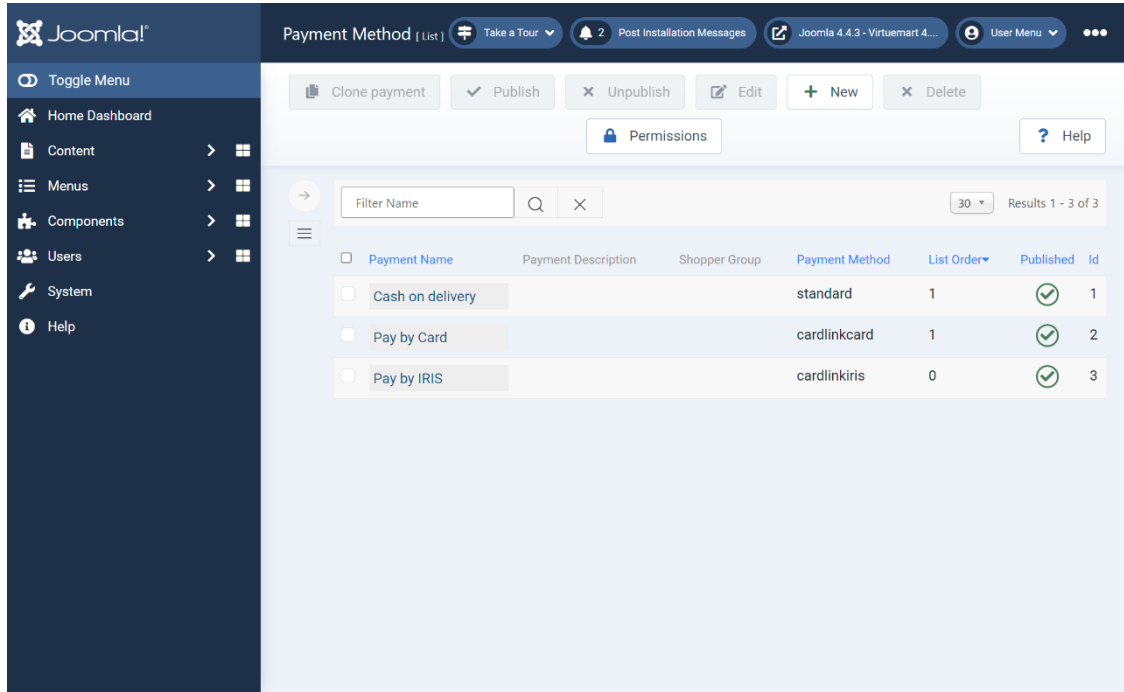 Joomla!®
Payment Method [ List ] Take a Tour 2 Post Installation Messages Joomla 4.4.3 - Virtuemart 4.... User Menu
Toggle Menu
Home Dashboard
Content
Menus
Components
Users
System
Help
Clone payment Publish Unpublish Edit New Delete
Permissions Help
Filter Name 30 Results 1 - 3 of 3
Payment Name Payment Description Shopper Group Payment Method List Order Published Id
Cash on delivery standard 1 1
Pay by Card cardlinkcard 1 2
Pay by IRIS cardlinkiris 0 3